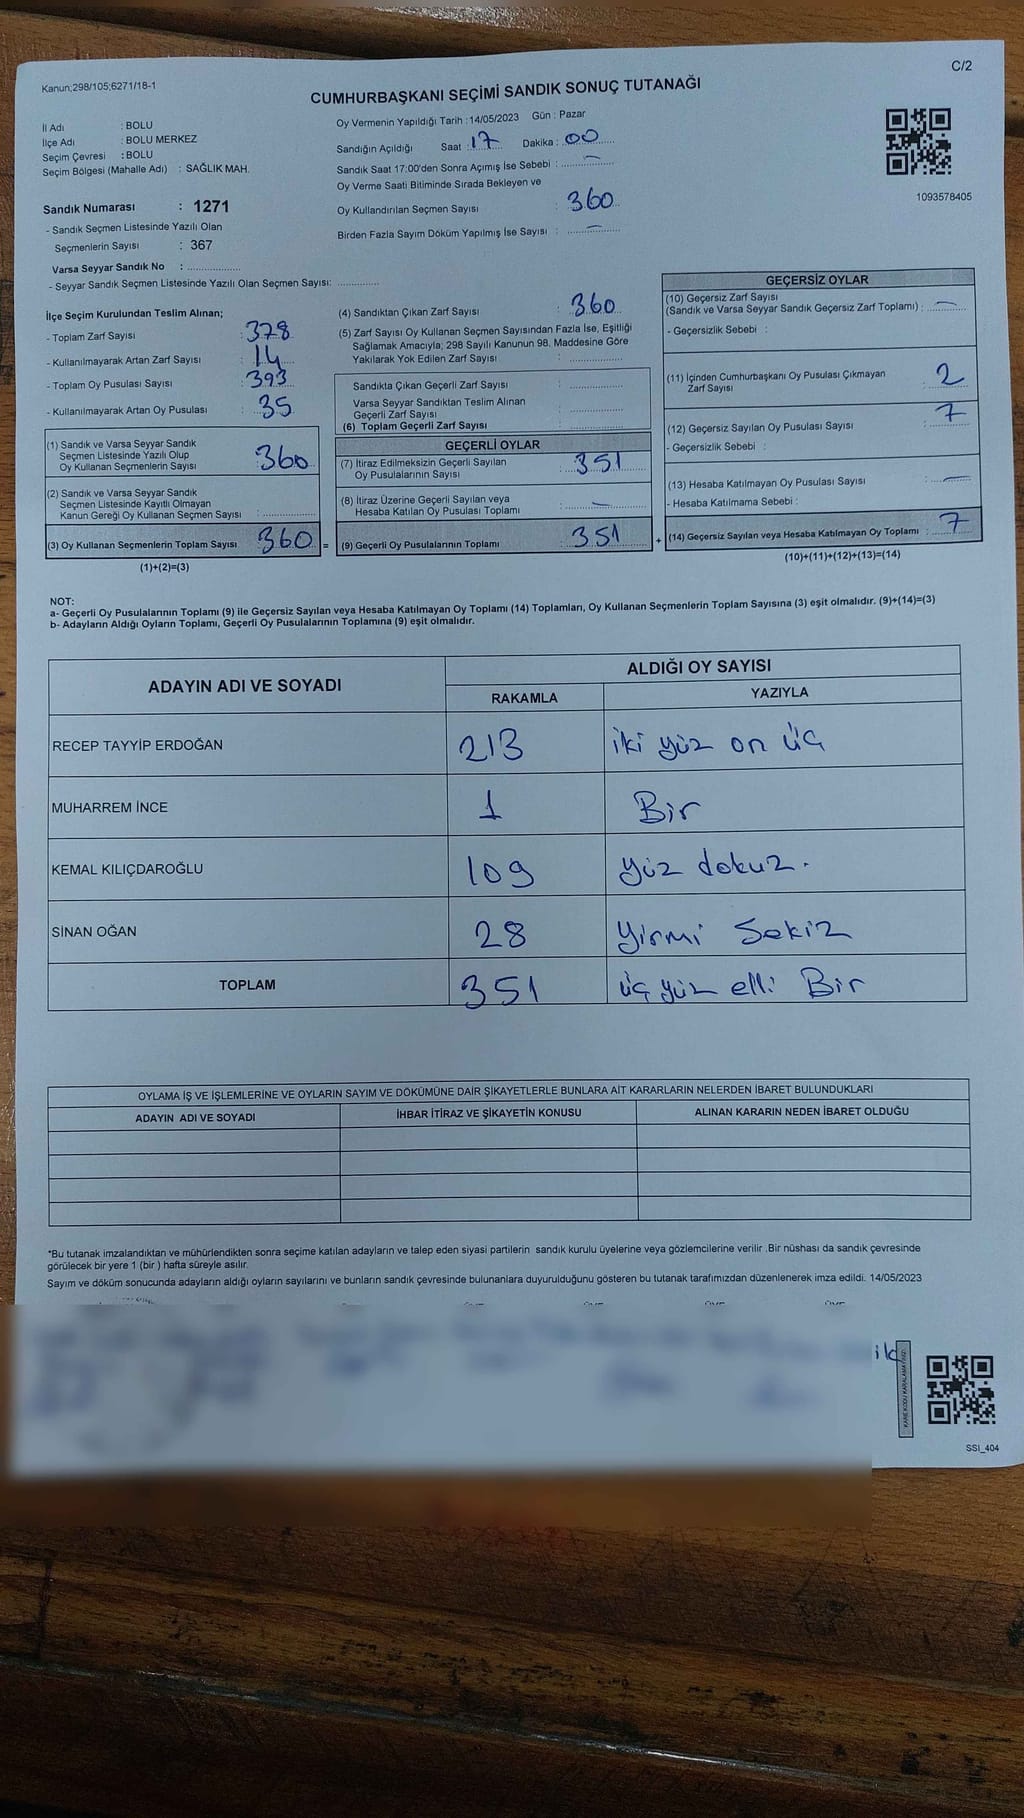 C/2
Kanun;298/105;6271/18-1
CUMHURBAŞKANI SEÇİMİ SANDIK SONUÇ TUTANAĞI
İl Adı : BOLU
İlçe Adı : BOLU MERKEZ
Seçim Çevresi : BOLU
Seçim Bölgesi (Mahalle Adı) : SAĞLIK MAH.
Oy Vermenin Yapıldığı Tarih :14/05/2023 Gün : Pazar
Sandığın Açıldığı Saat : 17 Dakika : 00
Sandık Saat 17:00'den Sonra Açımış İse Sebebi : —
Oy Verme Saati Bitiminde Sırada Bekleyen ve
Oy Kullandırılan Seçmen Sayısı : 360
Birden Fazla Sayım Döküm Yapılmış İse Sayısı : —
1093578405
Sandık Numarası : 1271
- Sandık Seçmen Listesinde Yazılı Olan
Seçmenlerin Sayısı : 367
Varsa Seyyar Sandık No : ..................
- Seyyar Sandık Seçmen Listesinde Yazılı Olan Seçmen Sayısı: .............
İlçe Seçim Kurulundan Teslim Alınan;
- Toplam Zarf Sayısı : 378
- Kullanılmayarak Artan Zarf Sayısı : 14
- Toplam Oy Pusulası Sayısı : 393
- Kullanılmayarak Artan Oy Pusulası : 35
(1) Sandık ve Varsa Seyyar Sandık
Seçmen Listesinde Yazılı Olup
Oy Kullanan Seçmenlerin Sayısı : 360
(2) Sandık ve Varsa Seyyar Sandık
Seçmen Listesinde Kayıtlı Olmayan
Kanun Gereği Oy Kullanan Seçmen Sayısı : ................
(3) Oy Kullanan Seçmenlerin Toplam Sayısı : 360 =
(1)+(2)=(3)
(4) Sandıktan Çıkan Zarf Sayısı : 360
(5) Zarf Sayısı Oy Kullanan Seçmen Sayısından Fazla İse, Eşitliği
Sağlamak Amacıyla; 298 Sayılı Kanunun 98. Maddesine Göre
Yakılarak Yok Edilen Zarf Sayısı : ................
Sandıkta Çıkan Geçerli Zarf Sayısı : ................
Varsa Seyyar Sandıktan Teslim Alınan
Geçerli Zarf Sayısı : ................
(6) Toplam Geçerli Zarf Sayısı : ................
GEÇERLİ OYLAR
(7) İtiraz Edilmeksizin Geçerli Sayılan
Oy Pusulalarının Sayısı : 351
(8) İtiraz Üzerine Geçerli Sayılan veya
Hesaba Katılan Oy Pusulası Toplamı : —
(9) Geçerli Oy Pusulalarının Toplamı : 351 +
GEÇERSİZ OYLAR
(10) Geçersiz Zarf Sayısı
(Sandık ve Varsa Seyyar Sandık Geçersiz Zarf Toplamı) : —
- Geçersizlik Sebebi :
(11) İçinden Cumhurbaşkanı Oy Pusulası Çıkmayan
Zarf Sayısı : 2
(12) Geçersiz Sayılan Oy Pusulası Sayısı : 7
- Geçersizlik Sebebi :
(13) Hesaba Katılmayan Oy Pusulası Sayısı : —
- Hesaba Katılmama Sebebi :
(14) Geçersiz Sayılan veya Hesaba Katılmayan Oy Toplamı : 7
(10)+(11)+(12)+(13)=(14)
NOT:
a- Geçerli Oy Pusulalarının Toplamı (9) ile Geçersiz Sayılan veya Hesaba Katılmayan Oy Toplamı (14) Toplamları, Oy Kullanan Seçmenlerin Toplam Sayısına (3) eşit olmalıdır. (9)+(14)=(3)
b- Adayların Aldığı Oyların Toplamı, Geçerli Oy Pusulalarının Toplamına (9) eşit olmalıdır.
ADAYIN ADI VE SOYADI ALDIĞI OY SAYISI
RAKAMLA YAZIYLA
RECEP TAYYİP ERDOĞAN 213 iki yüz on üç
MUHARREM İNCE 1 Bir
KEMAL KILIÇDAROĞLU 109 yüz dokuz.
SİNAN OĞAN 28 Yirmi Sekiz
TOPLAM 351 üç yüz elli Bir
OYLAMA İŞ VE İŞLEMLERİNE VE OYLARIN SAYIM VE DÖKÜMÜNE DAİR ŞİKAYETLERLE BUNLARA AİT KARARLARIN NELERDEN İBARET BULUNDUKLARI
ADAYIN ADI VE SOYADI İHBAR İTİRAZ VE ŞİKAYETİN KONUSU ALINAN KARARIN NEDEN İBARET OLDUĞU
*Bu tutanak imzalandıktan ve mühürlendikten sonra seçime katılan adayların ve talep eden siyasi partilerin sandık kurulu üyelerine veya gözlemcilerine verilir .Bir nüshası da sandık çevresinde
görülecek bir yere 1 (bir ) hafta süreyle asılır.
Sayım ve döküm sonucunda adayların aldığı oyların sayılarını ve bunların sandık çevresinde bulunanlara duyurulduğunu gösteren bu tutanak tarafımızdan düzenlenerek imza edildi. 14/05/2023
SSI_404